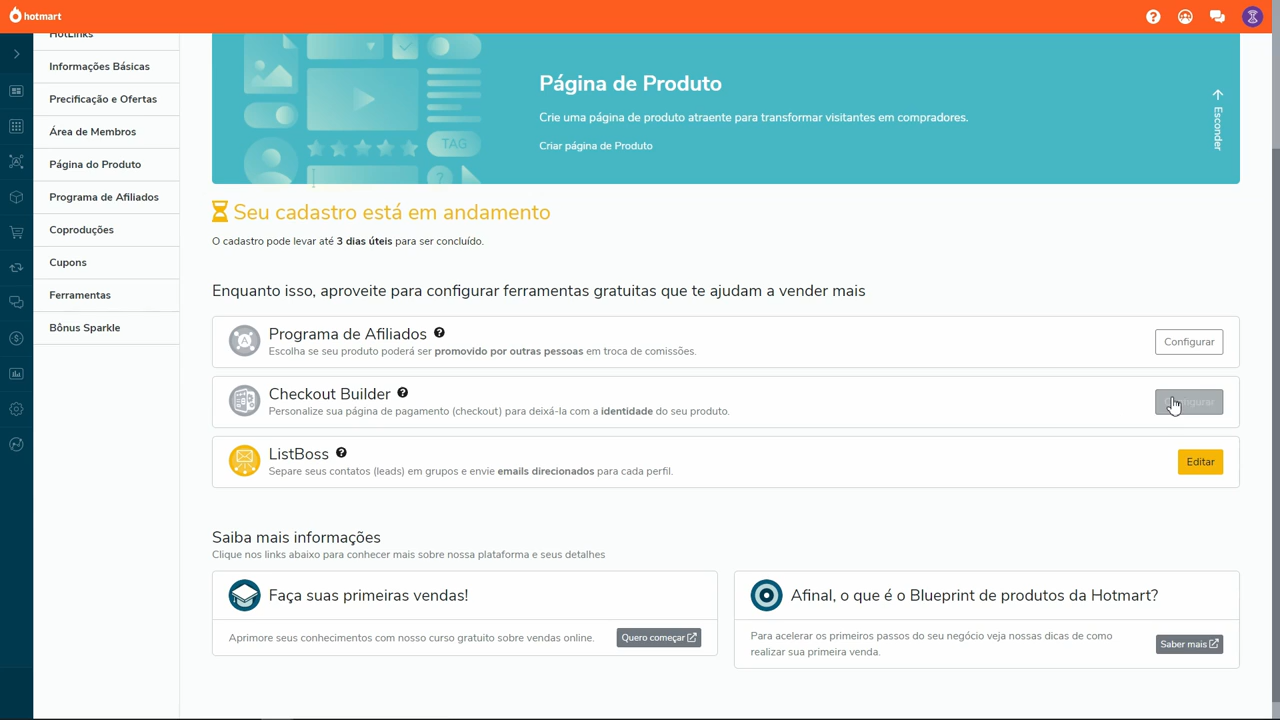 hotmart
HotLinks
Informações Básicas
Precificação e Ofertas
Área de Membros
Página do Produto
Programa de Afiliados
Coproduções
Cupons
Ferramentas
Bônus Sparkle
TAG
Página de Produto
Crie uma página de produto atraente para transformar visitantes em compradores.
Criar página de Produto
Esconder
Seu cadastro está em andamento
O cadastro pode levar até 3 dias úteis para ser concluído.
Enquanto isso, aproveite para configurar ferramentas gratuitas que te ajudam a vender mais
Programa de Afiliados
Escolha se seu produto poderá ser promovido por outras pessoas em troca de comissões.
Configurar
Checkout Builder
Personalize sua página de pagamento (checkout) para deixá-la com a identidade do seu produto.
Configurar
ListBoss
Separe seus contatos (leads) em grupos e envie emails direcionados para cada perfil.
Editar
Saiba mais informações
Clique nos links abaixo para conhecer mais sobre nossa plataforma e seus detalhes
Faça suas primeiras vendas!
Aprimore seus conhecimentos com nosso curso gratuito sobre vendas online.
Quero começar
Afinal, o que é o Blueprint de produtos da Hotmart?
Para acelerar os primeiros passos do seu negócio veja nossas dicas de como
realizar sua primeira venda.
Saber mais